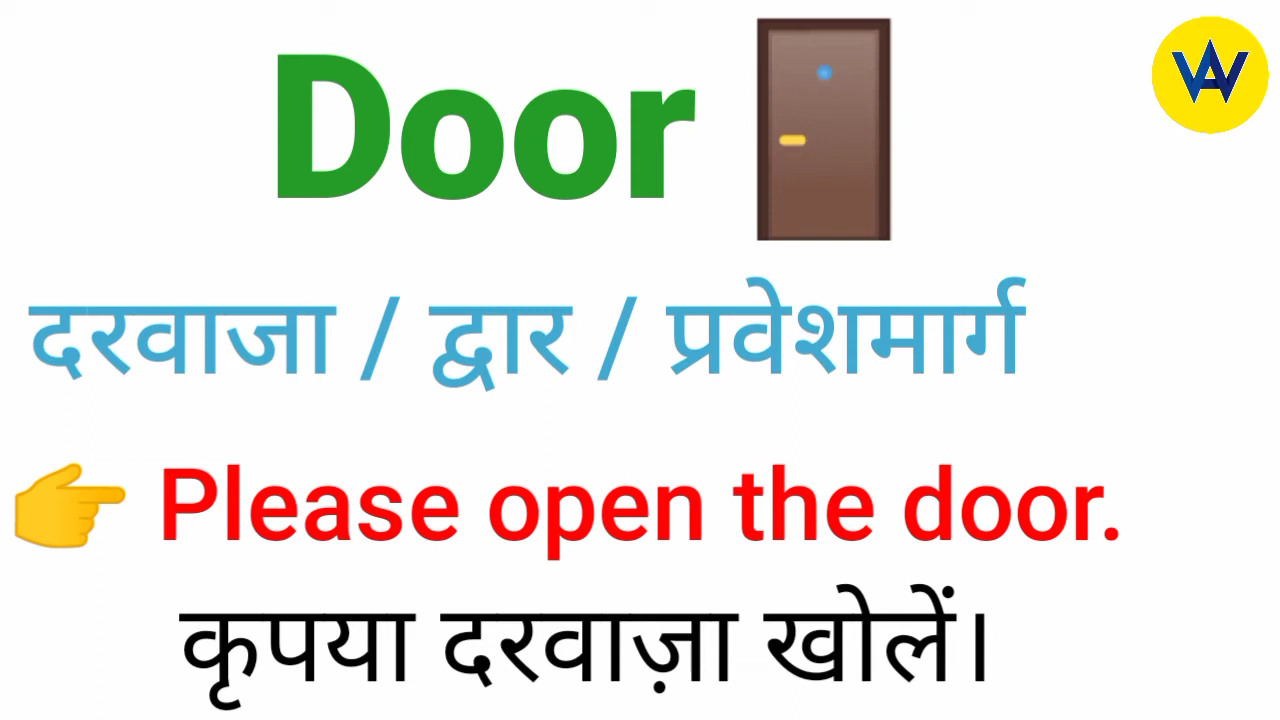 Door
दरवाजा / द्वार / प्रवेशमार्ग
Please open the door.
कृपया दरवाज़ा खोलें।